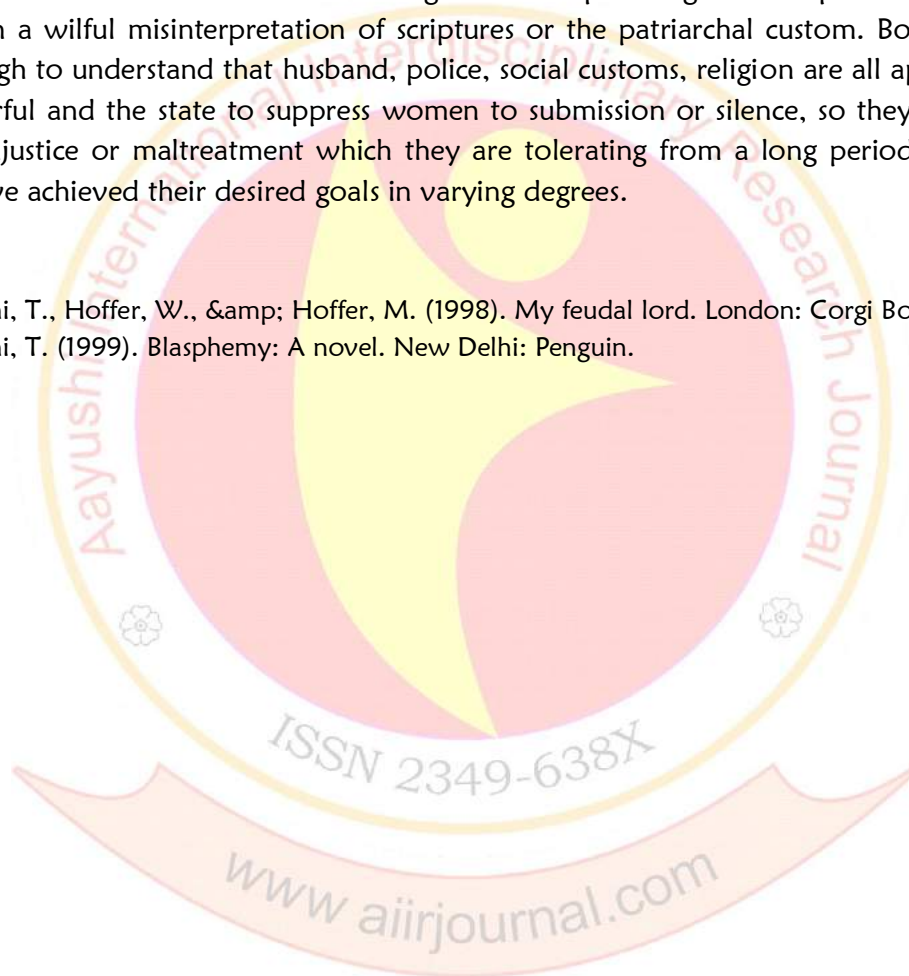 a wilful misinterpretation of scriptures or the patriarchal custom. Bo
gh to understand that husband, police, social customs, religion are all ap
rful and the state to suppress women to submission or silence, so they
justice or maltreatment which they are tolerating from a long period
ve achieved their desired goals in varying degrees.
ni, T., Hoffer, W., &amp; Hoffer, M. (1998). My feudal lord. London: Corgi Bo
ni, T. (1999). Blasphemy: A novel. New Delhi: Penguin.
Aayushi International Interdisciplinary Research Journal
ISSN 2349-638X
www aiirjournal.com